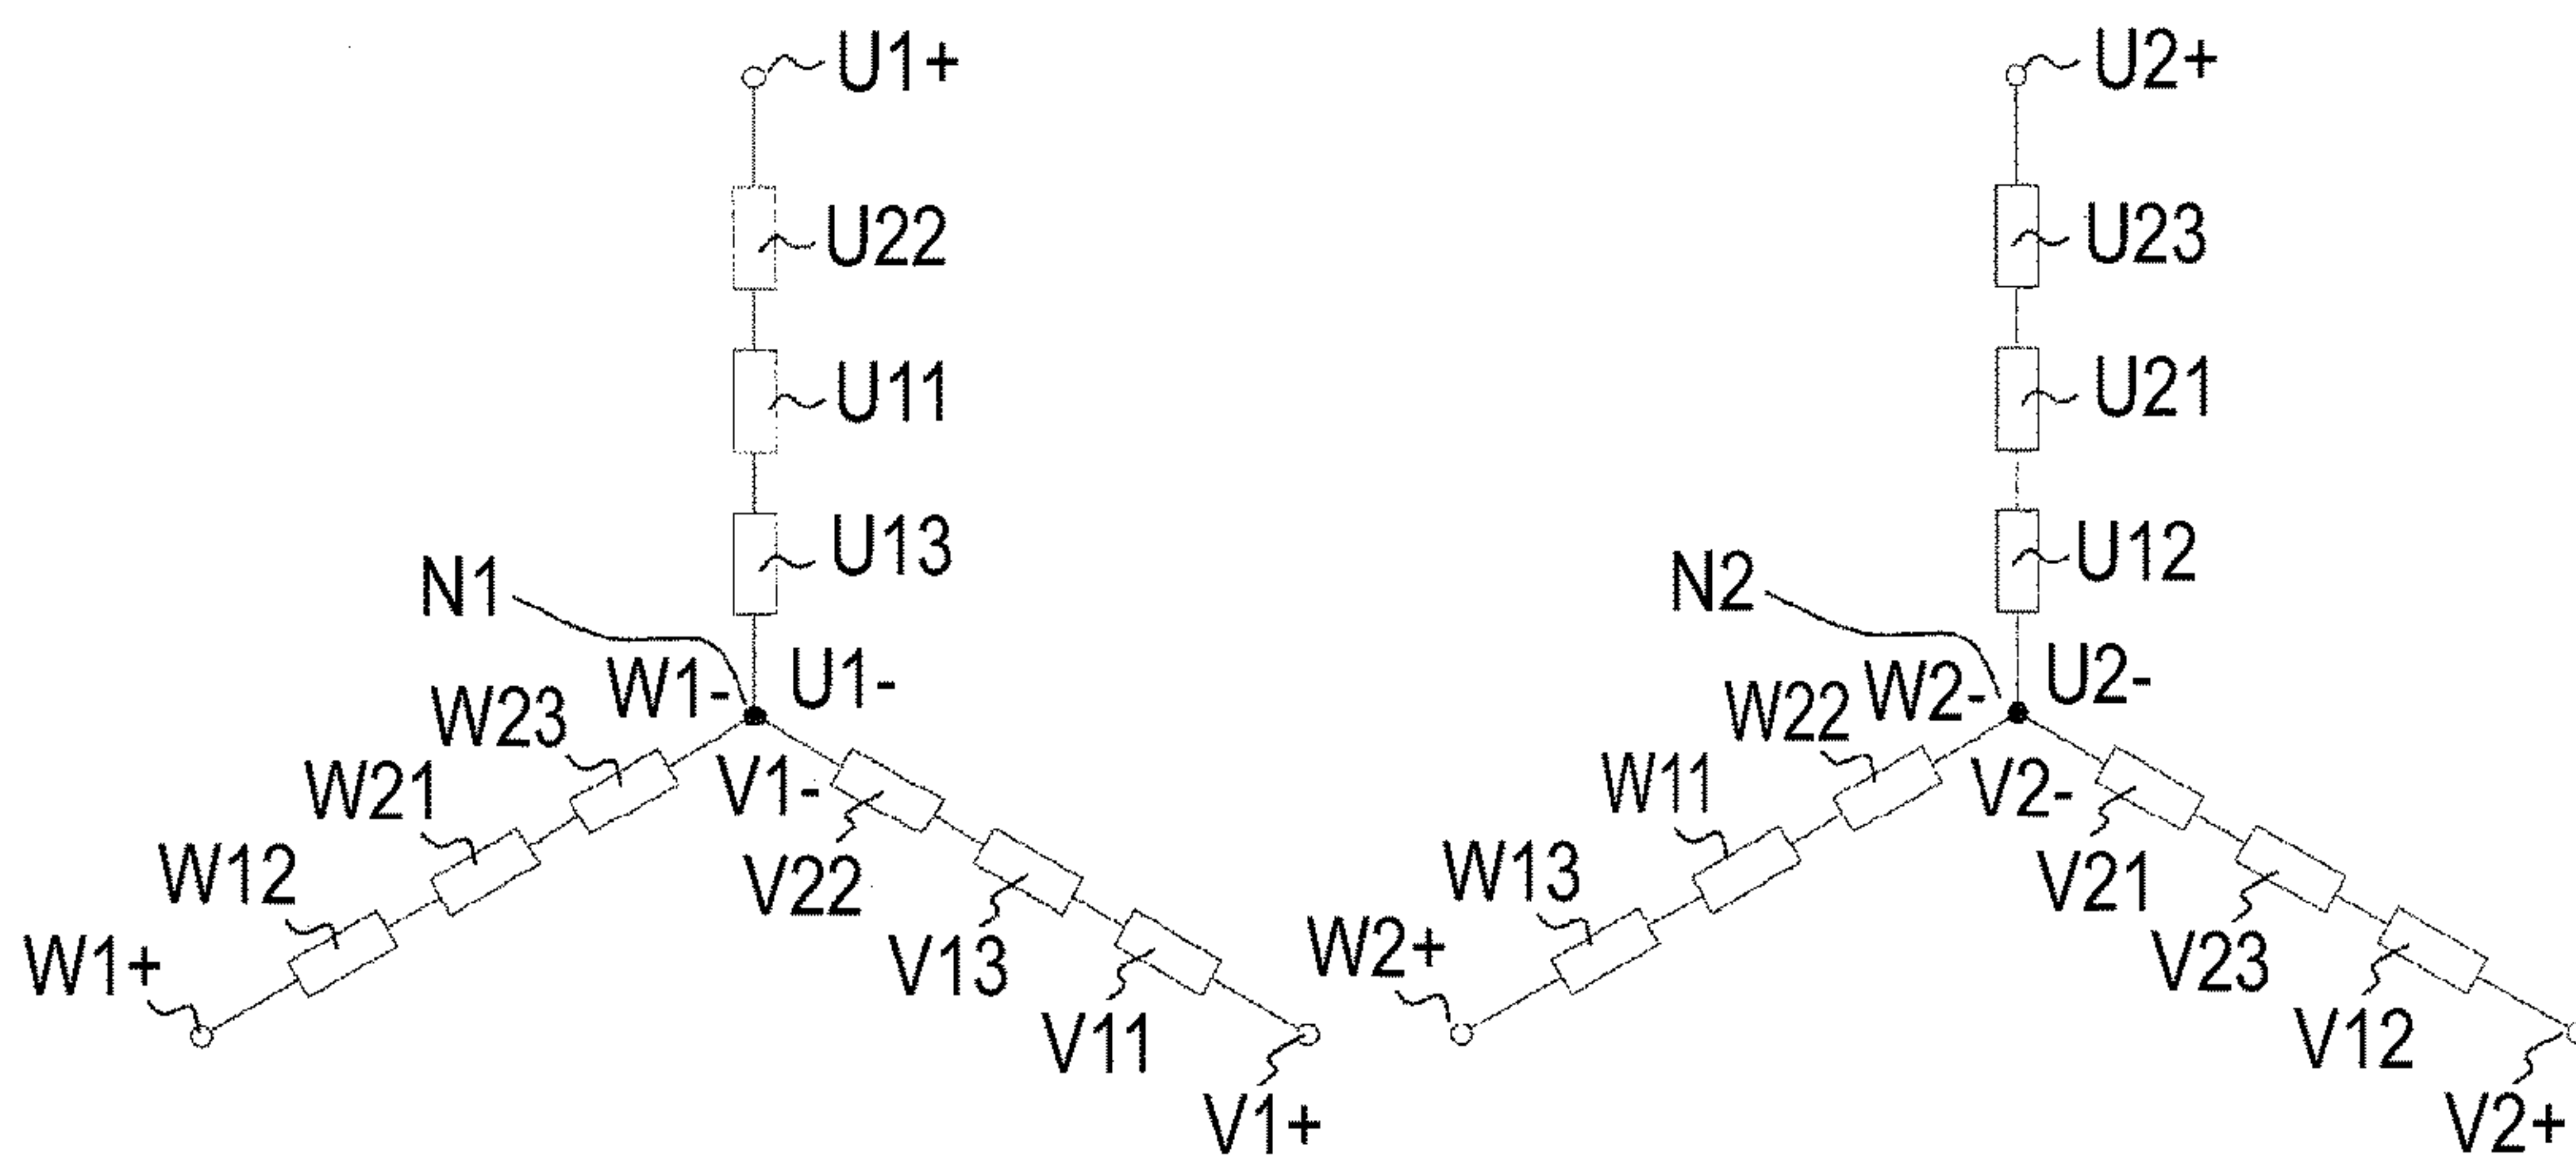 U1+
U2+
U22
U23
U11
U21
U13
U12
N1
N2
W1-
U1-
W2-
U2-
W23
W22
V1-
V2-
W21
W11
W12
V22
W13
V21
W1+
V13
W2+
V23
V11
V12
V1+
V2+